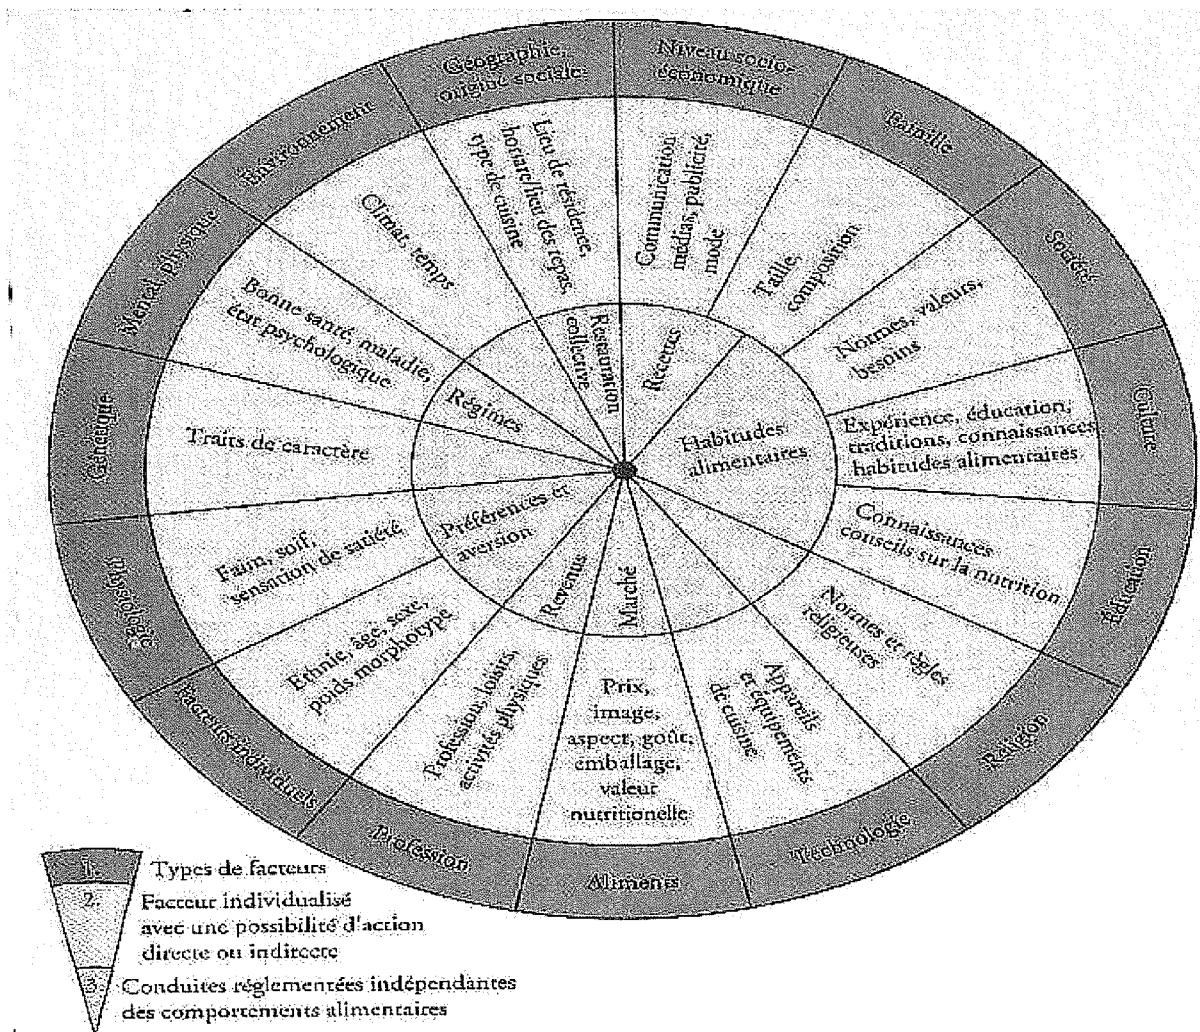 Géographie,
origine sociale
Niveau socio-
économique
Famille
Société
Culture
Éducation
Religion
Technologie
Aliments
Profession
Facteurs individuels
Physiologie
Génétique
Mental, physique
Environnement
Lieu de résidence,
horiare/lieu des repas,
type de cuisine
Communication
médias, publicité,
mode
Taille,
composition
Normes, valeurs,
besoins
Expérience, éducation,
traditions, connaissances,
habitudes alimentaires
Connaissances
conseils sur la nutrition
Normes et règles
religreuses
Appareils
et équipements
de cuisine
Prix,
image,
aspect, goût,
emballage,
valeur
nutritionelle
Profession, loisirs,
activités physiques
Ethnie, âge, sexe,
poids morphotype
Faim, soif,
sensation de satiété
Traits de caractère
Bonne santé, maladie,
état psychologique
Climat, temps
Restauration
collective
Recettes
Habitudes
alimentaires
Marché
Revenus
Préférences et
aversion
Régimes
1. Types de facteurs
2. Facteur individualisé
avec une possibilité d'action
directe ou indirecte
3. Conduites réglementées indépendantes
des comportements alimentaires